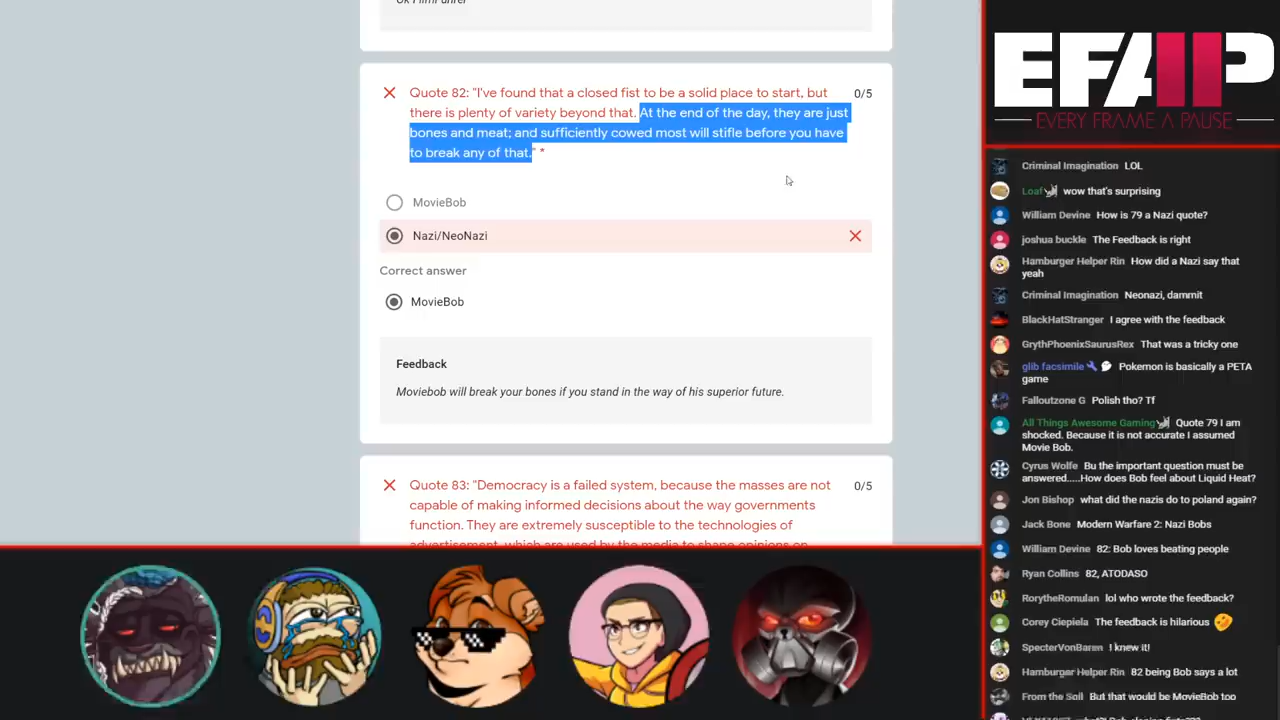 Quote 82: "I've found that a closed fist to be a solid place to start, but
there is plenty of variety beyond that. At the end of the day, they are just
bones and meat; and sufficiently cowed most will stifle before you have
to break any of that." *
0/5
MovieBob
Nazi/NeoNazi
Correct answer
MovieBob
Feedback
Moviebob will break your bones if you stand in the way of his superior future.
Quote 83: "Democracy is a failed system, because the masses are not
capable of making informed decisions about the way governments
function. They are extremely susceptible to the technologies of
advertisement, which are used by the media to shape opinions on
0/5
EFAP
EVERY FRAME A PAUSE
Criminal Imagination LOL
Loaf wow that's surprising
William Devine How is 79 a Nazi quote?
joshua buckle The Feedback is right
Hamburger Helper Rin How did a Nazi say that
yeah
Criminal Imagination Neonazi, dammit
BlackHatStranger I agree with the feedback
GrythPhoenixSaurusRex That was a tricky one
glib facsimile Pokemon is basically a PETA
game
Falloutzone G Polish tho? Tf
All Things Awesome Gaming Quote 79 I am
shocked. Because it is not accurate I assumed
Movie Bob.
Cyrus Wolfe Bu the important question must be
answered.....How does Bob feel about Liquid Heat?
Jon Bishop what did the nazis do to poland again?
Jack Bone Modern Warfare 2: Nazi Bobs
William Devine 82: Bob loves beating people
Ryan Collins 82, ATODASO
RorytheRomulan lol who wrote the feedback?
Corey Ciepiela The feedback is hilarious
SpecterVonBaren I knew it!
Hamburger Helper Rin 82 being Bob says a lot
From the Soil But that would be MovieBob too